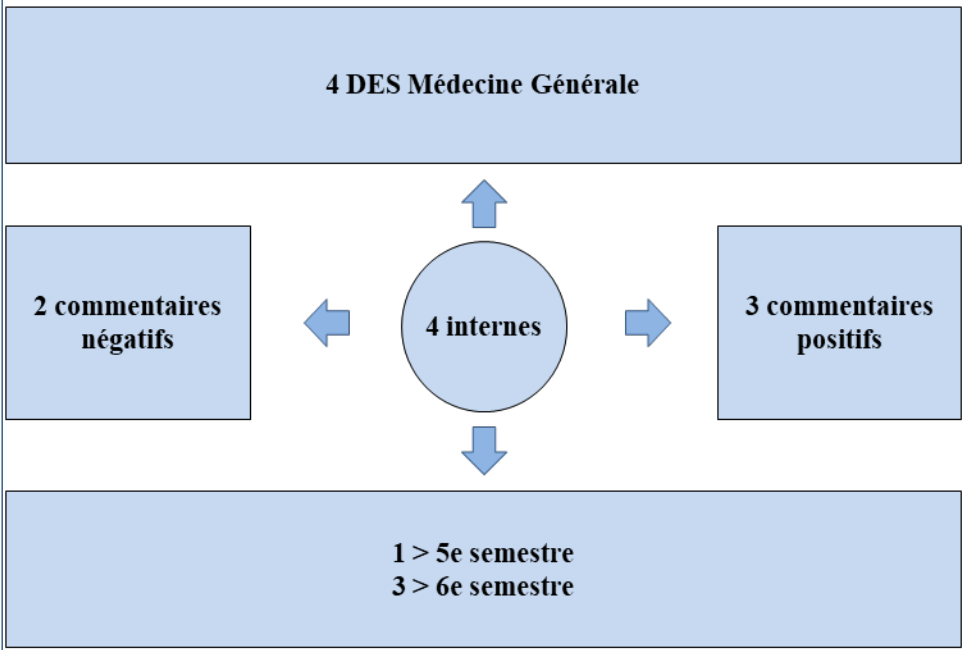 4 DES Médecine Générale
2 commentaires
négatifs
4 internes
3 commentaires
positifs
1 > 5e semestre
3 > 6e semestre